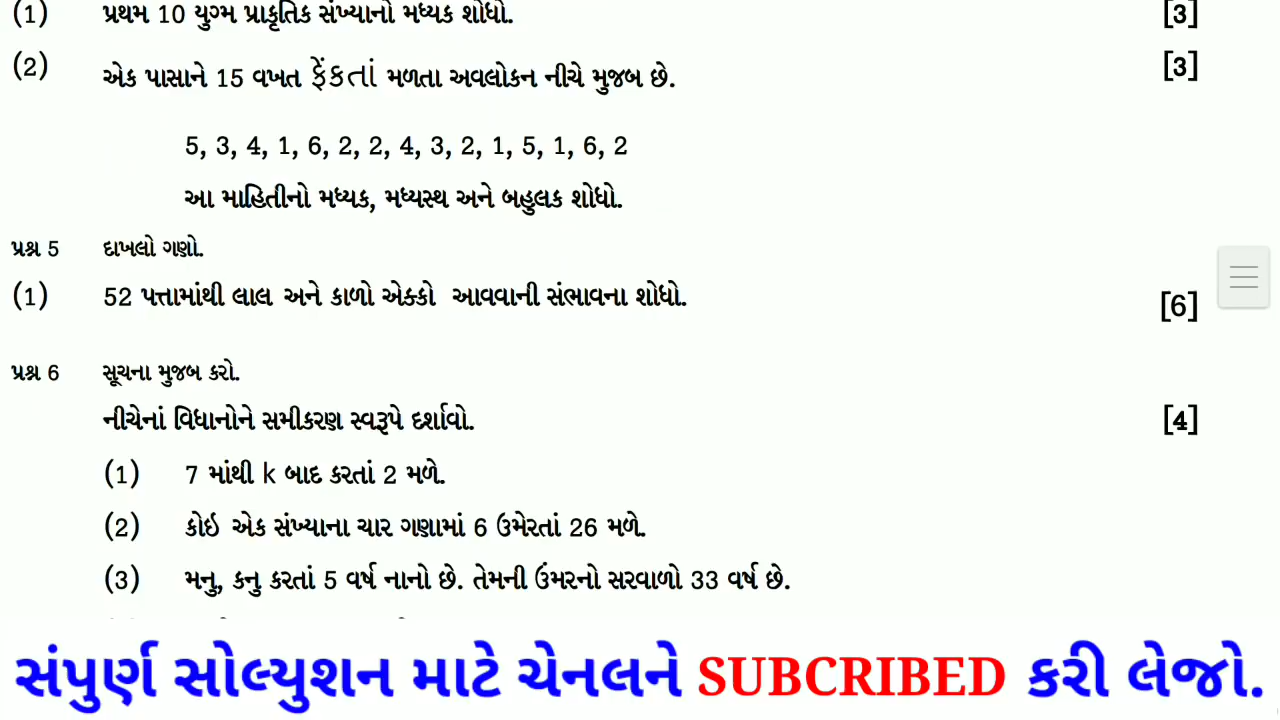 (1) પ્રથમ 10 યુગ્મ પ્રાકૃતિક સંખ્યાનો મધ્યક શોધો. [3]
(2) એક પાસાને 15 વખત ફેંકતાં મળતા અવલોકન નીચે મુજબ છે. [3]
5, 3, 4, 1, 6, 2, 2, 4, 3, 2, 1, 5, 1, 6, 2
આ માહિતીનો મધ્યક, મધ્યસ્થ અને બહુલક શોધો.
પ્રશ્ન 5 દાખલો ગણો.
(1) 52 પત્તામાંથી લાલ અને કાળો એક્કો આવવાની સંભાવના શોધો. [6]
પ્રશ્ન 6 સૂચના મુજબ કરો.
નીચેનાં વિધાનોને સમીકરણ સ્વરૂપે દર્શાવો. [4]
(1) 7 માંથી k બાદ કરતાં 2 મળે.
(2) કોઇ એક સંખ્યાના ચાર ગણામાં 6 ઉમેરતાં 26 મળે.
(3) મનુ, કનુ કરતાં 5 વર્ષ નાનો છે. તેમની ઉંમરનો સરવાળો 33 વર્ષ છે.
સંપુર્ણ સોલ્યુશન માટે ચેનલને SUBCRIBED કરી લેજો.